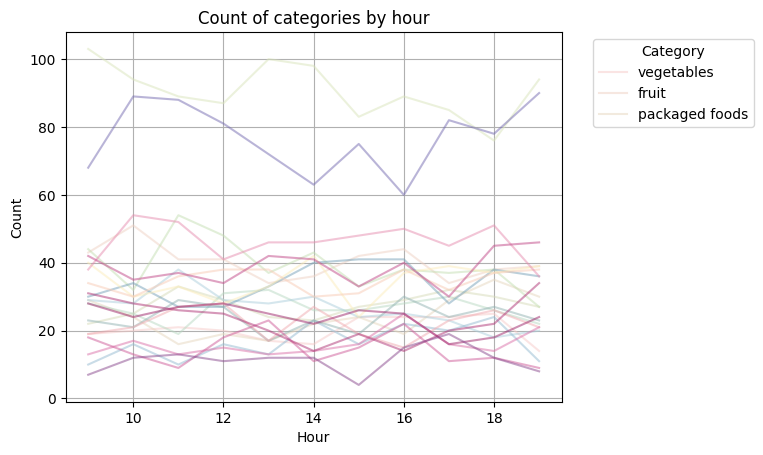 Count of categories by hour
Category
vegetables
fruit
packaged foods
Count
100
80
60
40
20
0
10 12 14 16 18
Hour